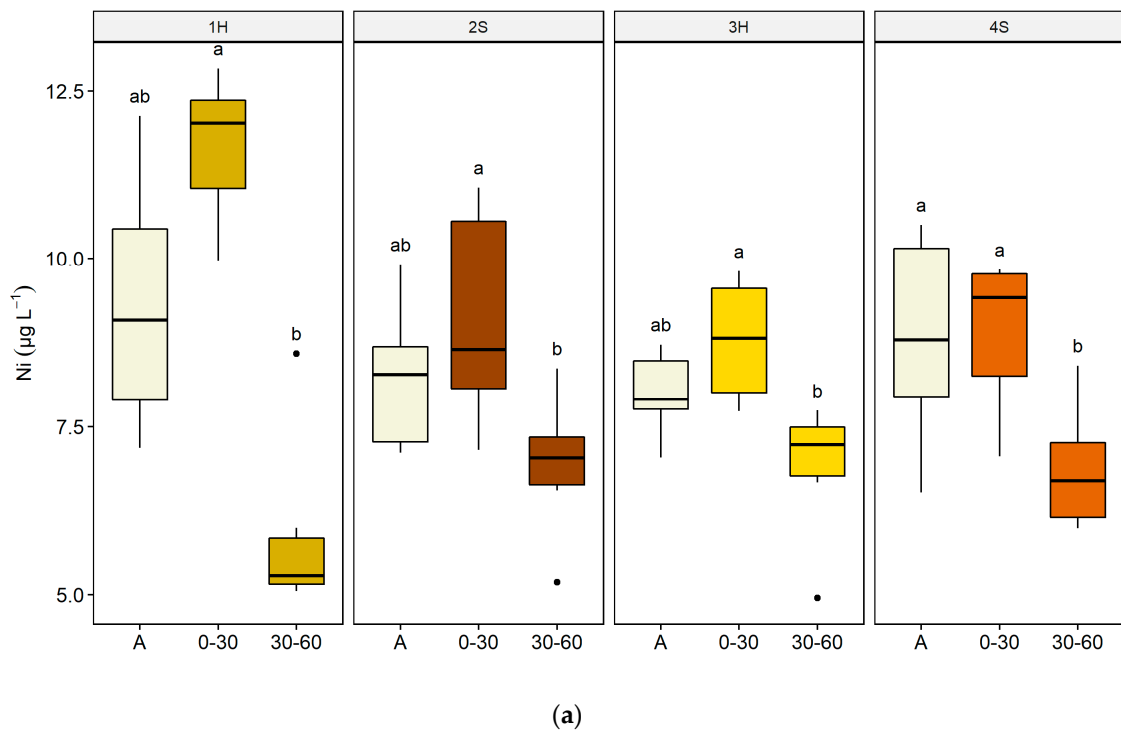 1H 2S 3H 4S
Ni (µg L⁻¹)
12.5
10.0
7.5
5.0
ab a b
ab a b
ab a b
a a b
A 0-30 30-60 A 0-30 30-60 A 0-30 30-60 A 0-30 30-60
(a)